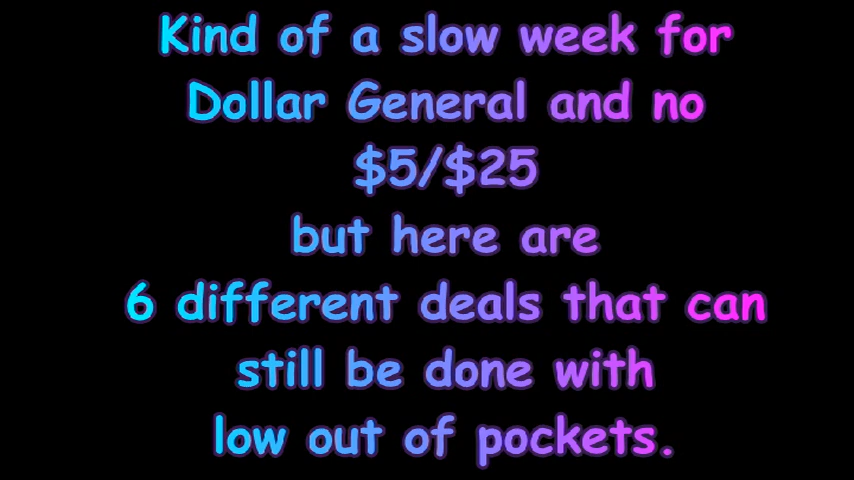 Kind of a slow week for
Dollar General and no
$5/$25
but here are
6 different deals that can
still be done with
low out of pockets.